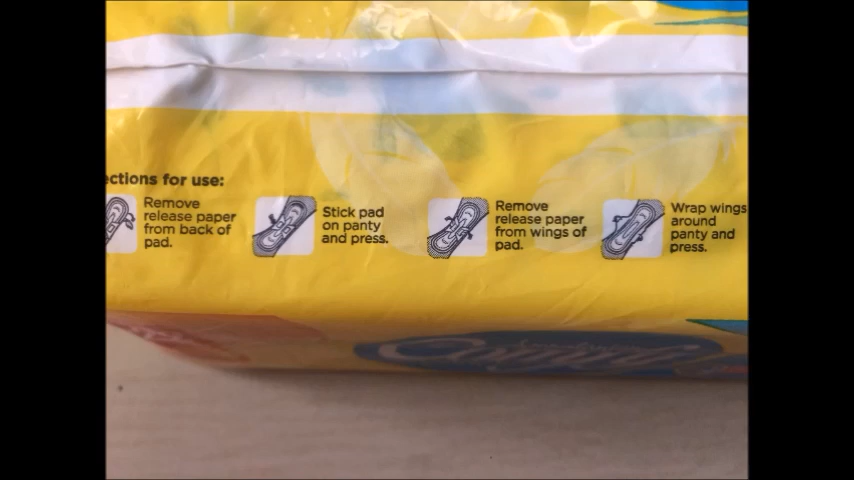 ections for use:
Remove
release paper
from back of
pad.
Stick pad
on panty
and press.
Remove
release paper
from wings of
pad.
Wrap wings
around
panty and
press.